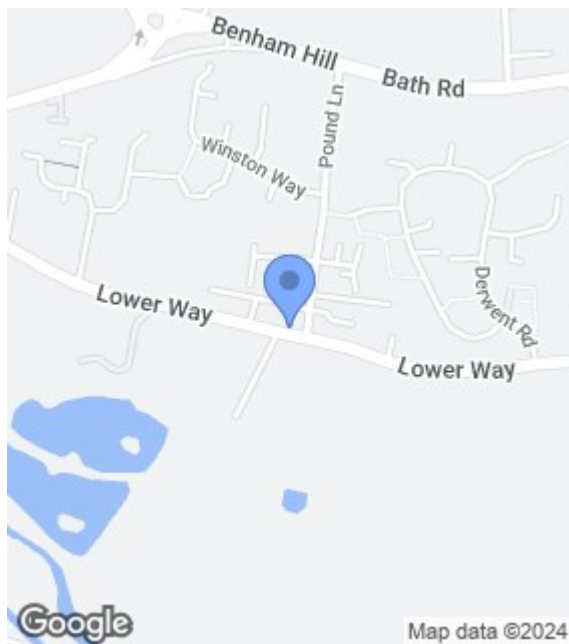 Benham Hill
Bath Rd
Pound Ln
Winston Way
Derwent Rd
Lower Way
Lower Way
Google
Map data ©2024